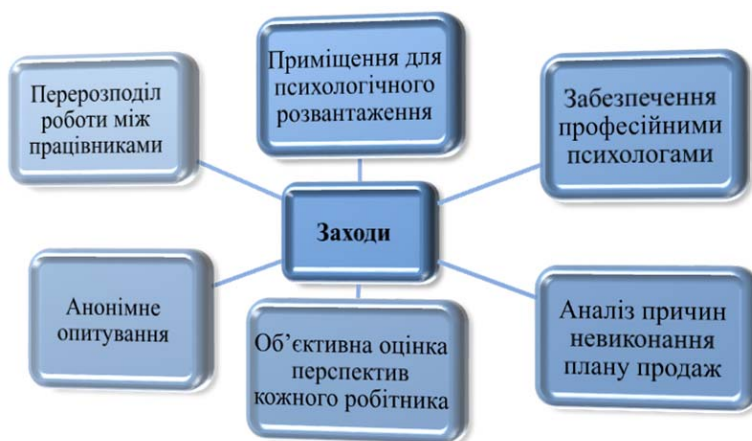 Приміщення для
психологічного
розвантаження
Перерозподіл
роботи між
працівниками
Забезпечення
професійними
психологами
Заходи
Анонімне
опитування
Об’єктивна оцінка
перспектив
кожного робітника
Аналіз причин
невиконання
плану продаж